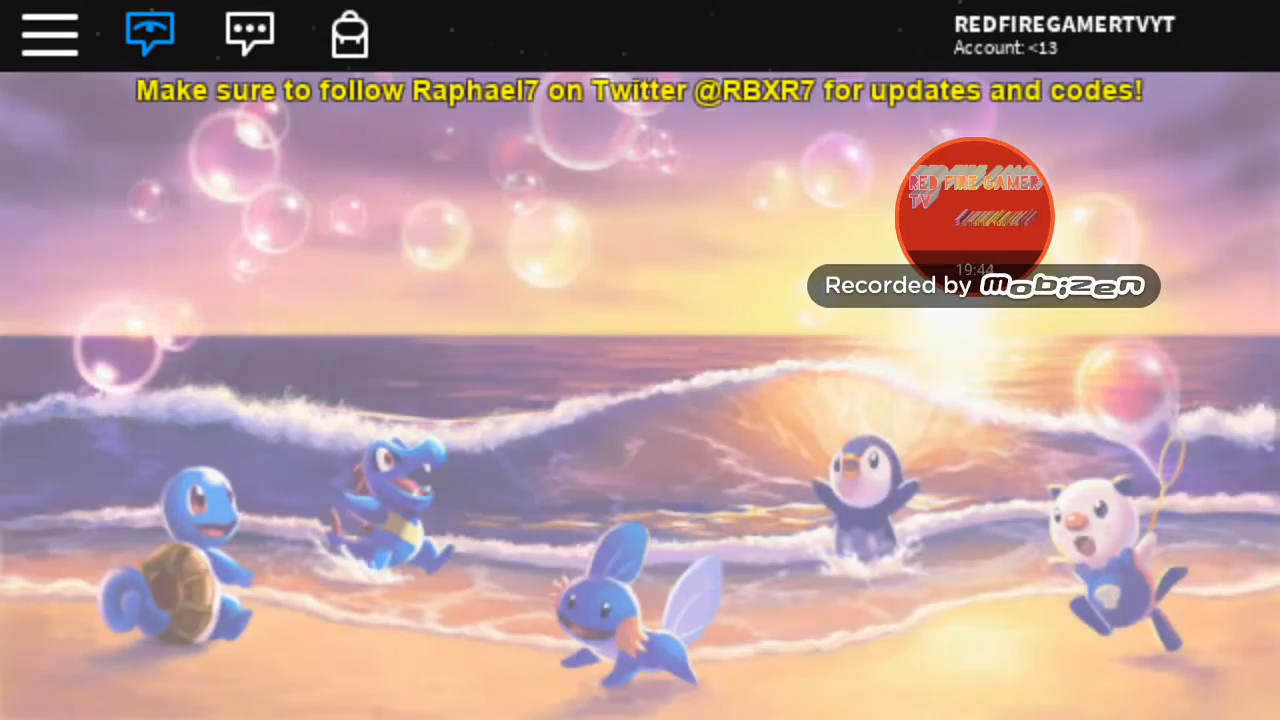 REDFIREGAMERTVYT
Account: <13
Make sure to follow Raphael7 on Twitter @RBXR7 for updates and codes!
RED FIRE GAMER
TV
19:44
Recorded by mobizen